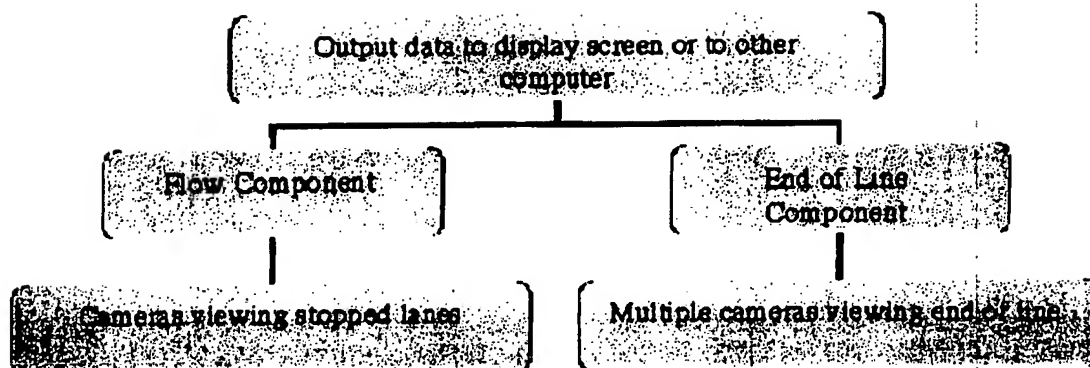 Output data to display screen or to other
computer
Flow Component
End of Line
Component
Cameras viewing stopped lanes
Multiple cameras viewing end of line